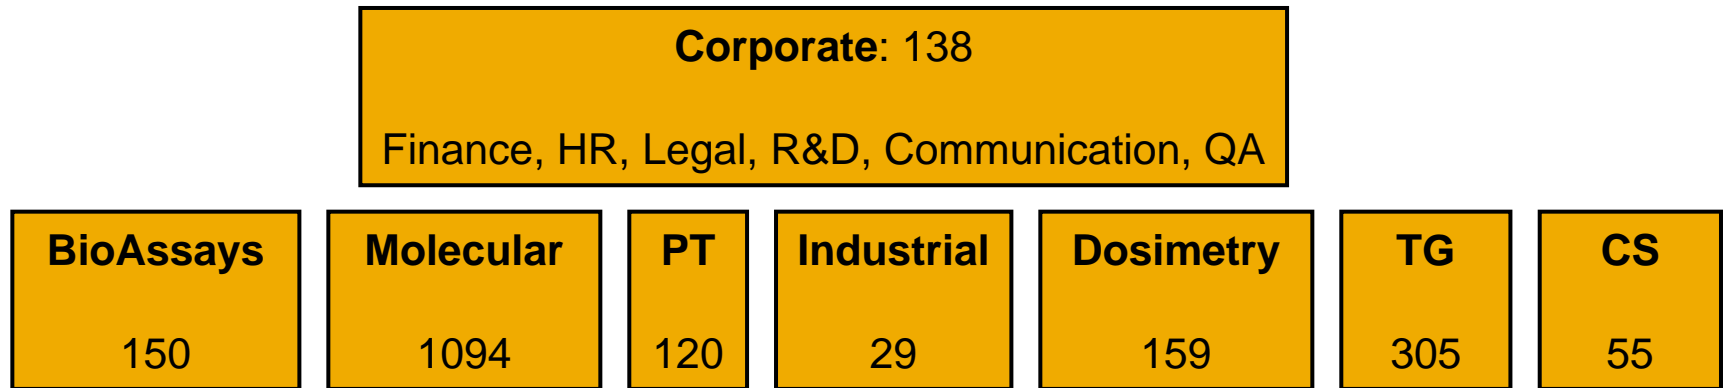 Corporate: 138
Finance, HR, Legal, R&D, Communication, QA
BioAssays
150
Molecular
1094
PT
120
Industrial
29
Dosimetry
159
TG
305
CS
55